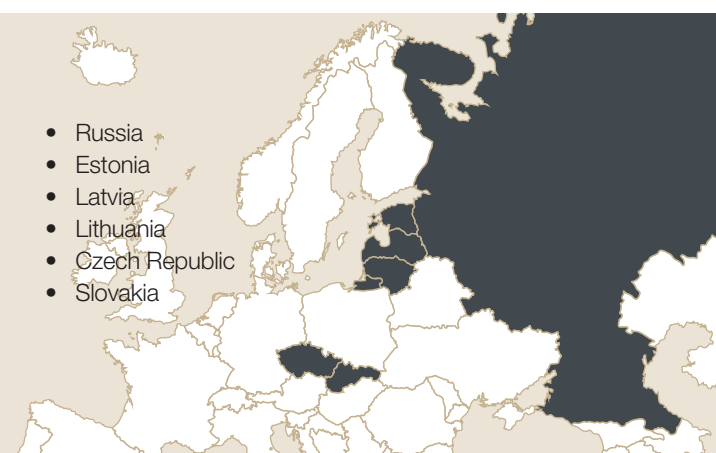 • Russia
• Estonia
• Latvia
• Lithuania
• Czech Republic
• Slovakia